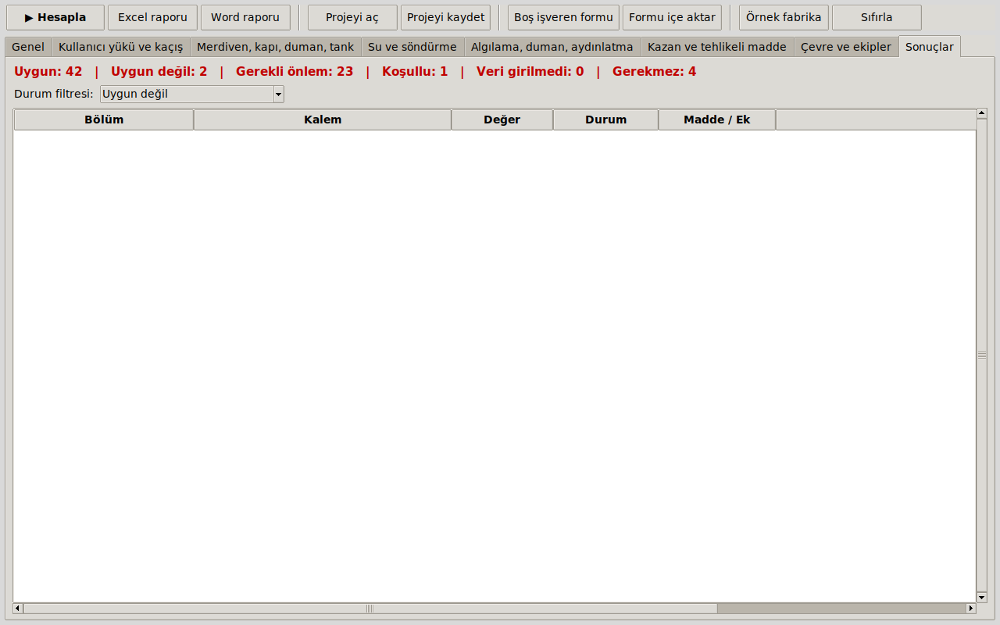 ▶ Hesapla Excel raporu Word raporu Projeyi aç Projeyi kaydet Boş işveren formu Formu içe aktar Örnek fabrika Sıfırla
Genel Kullanıcı yükü ve kaçış Merdiven, kapı, duman, tank Su ve söndürme Algılama, duman, aydınlatma Kazan ve tehlikeli madde Çevre ve ekipler Sonuçlar
Uygun: 42 | Uygun değil: 2 | Gerekli önlem: 23 | Koşullu: 1 | Veri girilmedi: 0 | Gerekmez: 4
Durum filtresi: Uygun değil
Bölüm Kalem Değer Durum Madde / Ek